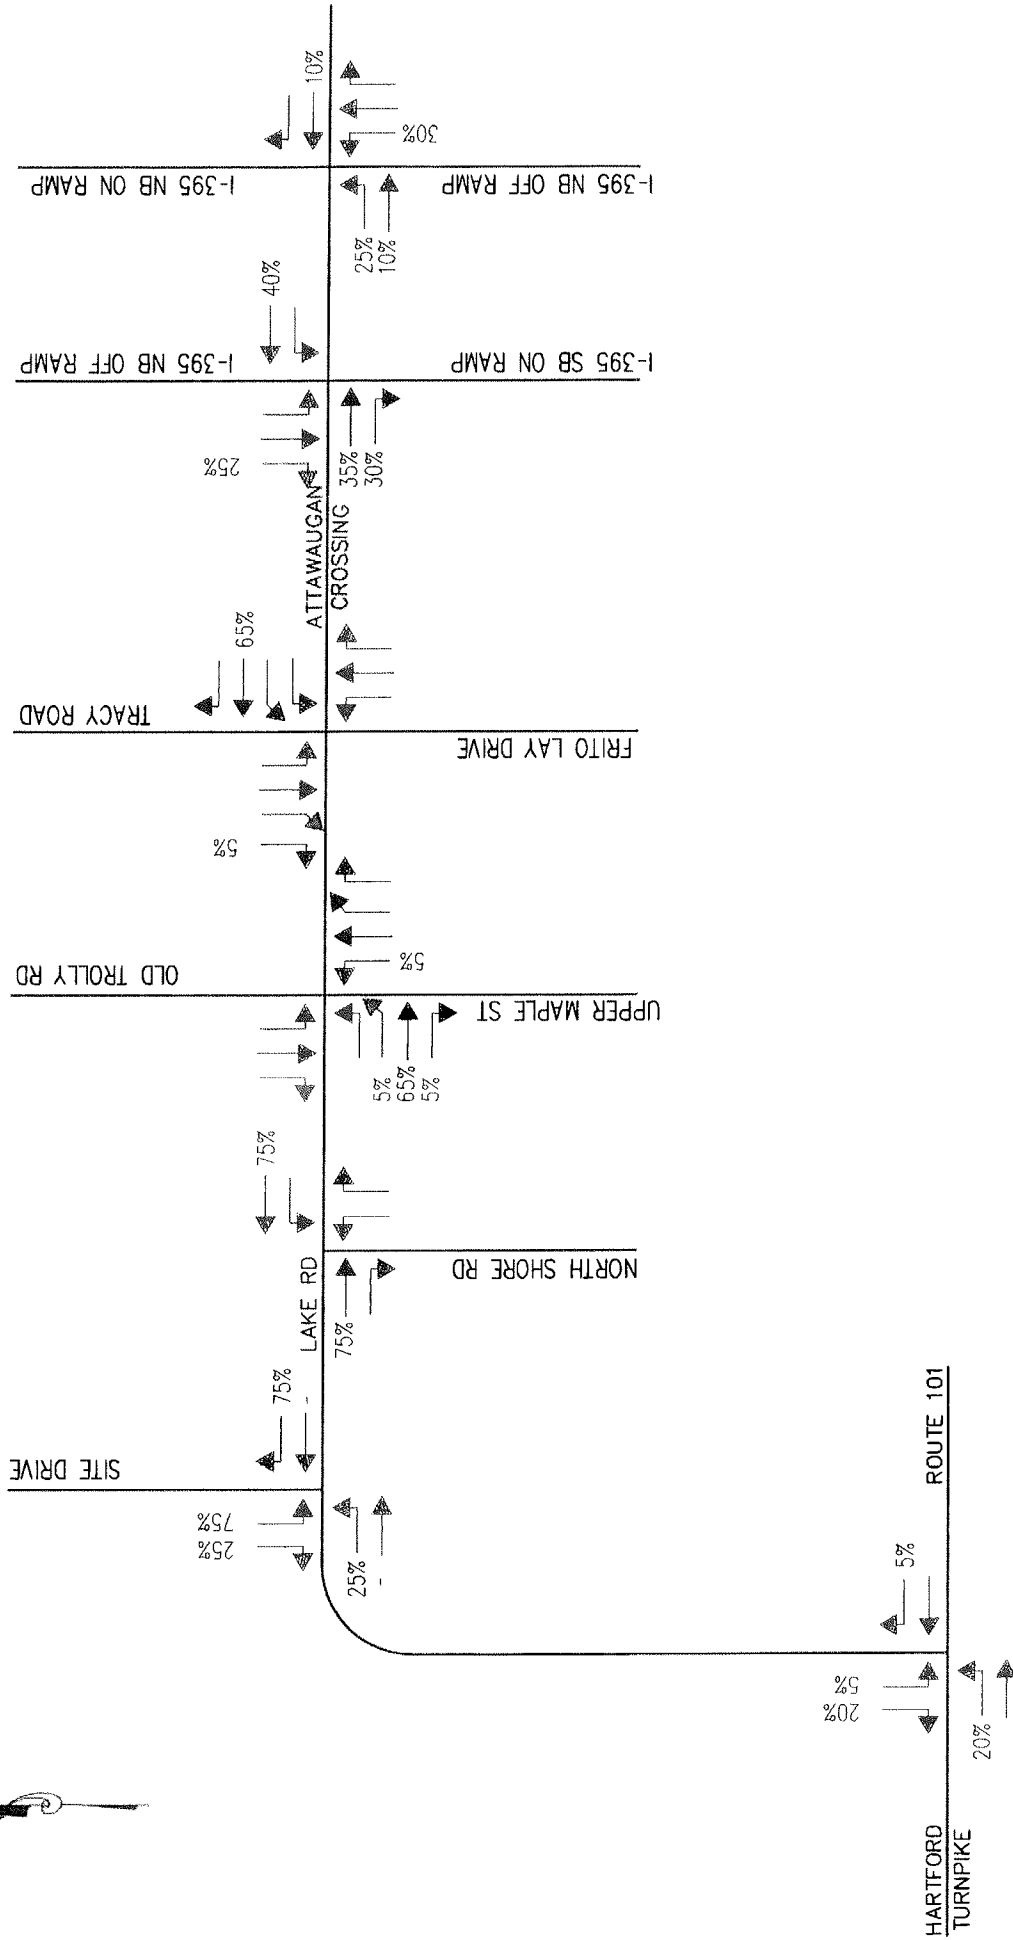 10%
30%
I-395 NB ON RAMP
I-395 NB OFF RAMP
25%
10%
40%
I-395 NB OFF RAMP
I-395 SB ON RAMP
25%
35%
30%
ATTAWAUGAN
CROSSING
65%
TRACY ROAD
FRITO LAY DRIVE
5%
5%
OLD TROLLY RD
UPPER MAPLE ST
5%
65%
5%
75%
LAKE RD
NORTH SHORE RD
75%
75%
SITE DRIVE
75%
25%
25%
-
-
ROUTE 101
5%
5%
20%
20%
HARTFORD
TURNPIKE